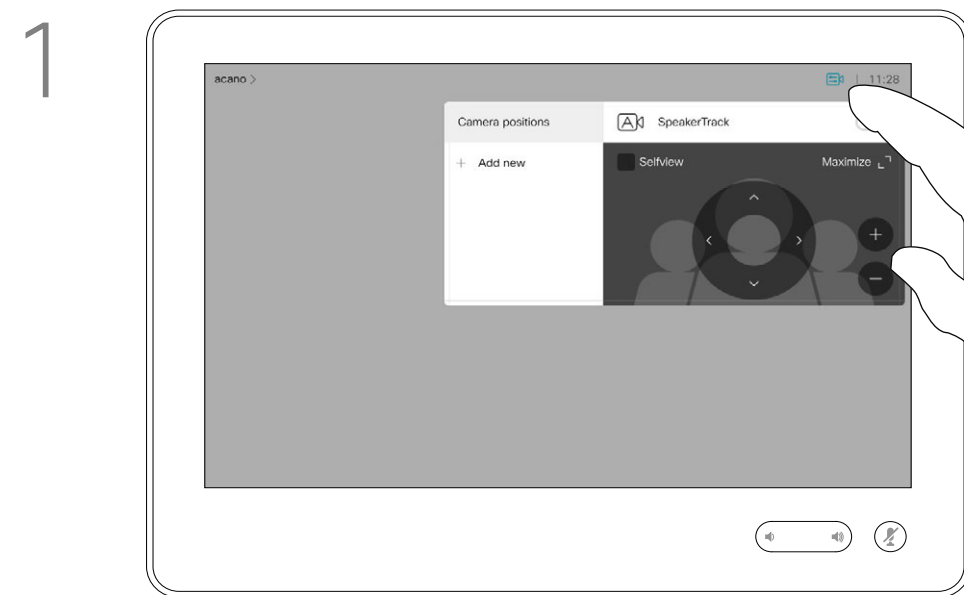 1
acano >
11:28
Camera positions
SpeakerTrack
+ Add new
Selfview
Maximize